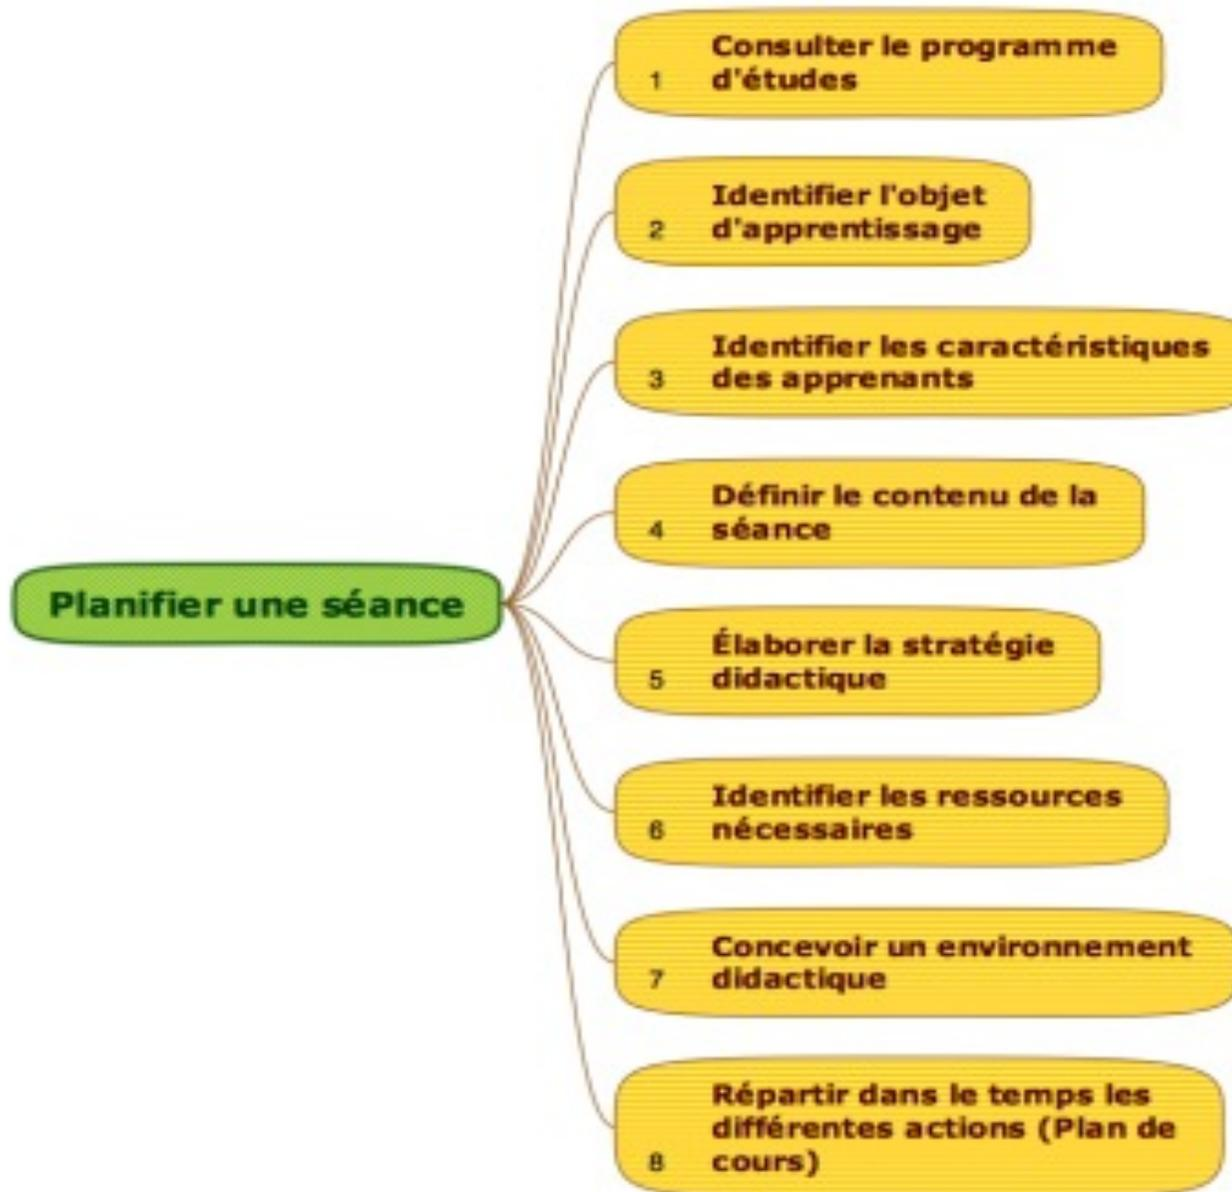 Consulter le programme
1 d'études
Identifier l'objet
2 d'apprentissage
Identifier les caractéristiques
3 des apprenants
Définir le contenu de la
4 séance
Planifier une séance
Élaborer la stratégie
5 didactique
Identifier les ressources
6 nécessaires
Concevoir un environnement
7 didactique
Répartir dans le temps les
différentes actions (Plan de
8 cours)